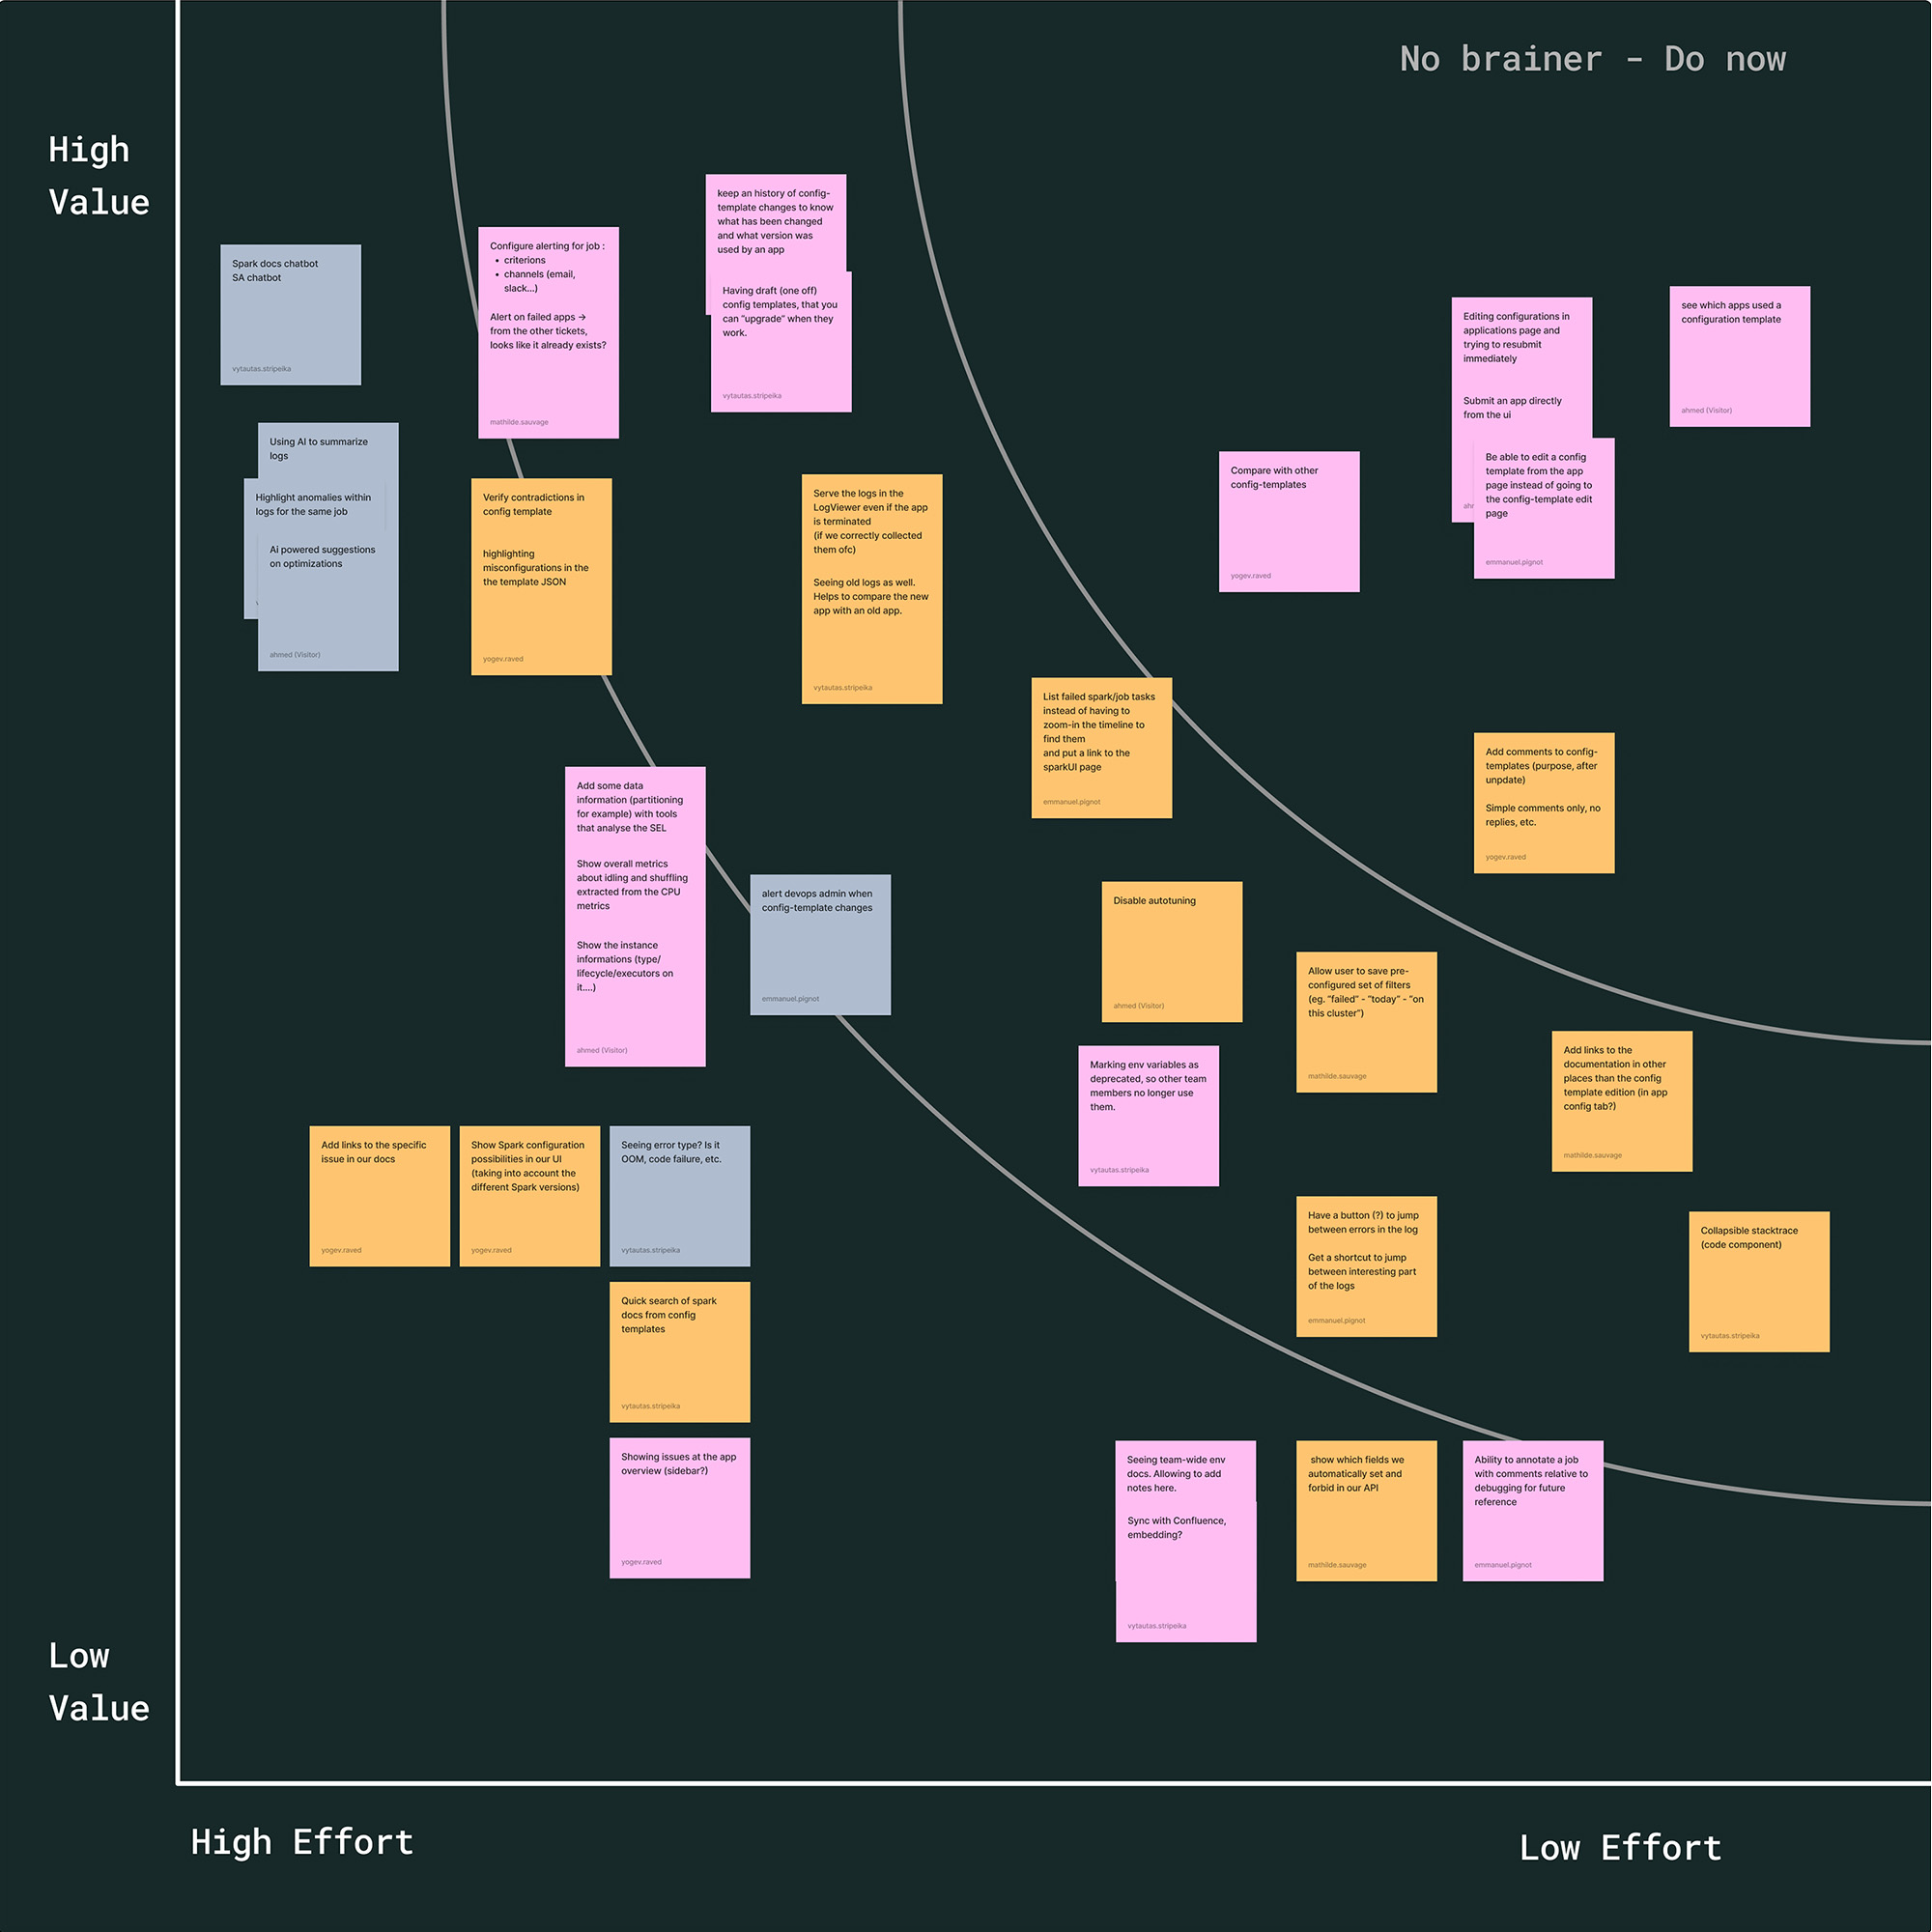 No brainer - Do now
High
Value
Spark docs chatbot
SA chatbot
vytautas.stripeika
Configure alerting for job :
• criterions
• channels (email,
slack...)
Alert on failed apps →
from the other tickets,
looks like it already exists?
mathilde.sauvage
keep an history of config-
template changes to know
what has been changed
and what version was
used by an app
Having draft (one off)
config templates, that you
can "upgrade" when they
work.
vytautas.stripeika
Editing configurations in
applications page and
trying to resubmit
immediately
Submit an app directly
from the ui
Be able to edit a config
template from the app
page instead of going to
the config-template edit
page
emmanuel.pignot
see which apps used a
configuration template
ahmed (Visitor)
Using AI to summarize
logs
Highlight anomalies within
logs for the same job
Ai powered suggestions
on optimizations
ahmed (Visitor)
Verify contradictions in
config template
highlighting
misconfigurations in the
the template JSON
yogev.raved
Serve the logs in the
LogViewer even if the app
is terminated
(if we correctly collected
them ofc)
Seeing old logs as well.
Helps to compare the new
app with an old app.
vytautas.stripeika
Compare with other
config-templates
yogev.raved
List failed spark/job tasks
instead of having to
zoom-in the timeline to
find them
and put a link to the
sparkUI page
emmanuel.pignot
Add comments to config-
templates (purpose, after
unpdate)
Simple comments only, no
replies, etc.
yogev.raved
Add some data
information (partitioning
for example) with tools
that analyse the SEL
Show overall metrics
about idling and shuffling
extracted from the CPU
metrics
Show the instance
informations (type/
lifecycle/executors on
it....)
ahmed (Visitor)
alert devops admin when
config-template changes
emmanuel.pignot
Disable autotuning
ahmed (Visitor)
Allow user to save pre-
configured set of filters
(eg. "failed" - "today" - "on
this cluster")
mathilde.sauvage
Marking env variables as
deprecated, so other team
members no longer use
them.
vytautas.stripeika
Add links to the
documentation in other
places than the config
template edition (in app
config tab?)
mathilde.sauvage
Add links to the specific
issue in our docs
yogev.raved
Show Spark configuration
possibilities in our UI
(taking into account the
different Spark versions)
yogev.raved
Seeing error type? Is it
OOM, code failure, etc.
vytautas.stripeika
Have a button (?) to jump
between errors in the log
Get a shortcut to jump
between interesting part
of the logs
emmanuel.pignot
Collapsible stacktrace
(code component)
vytautas.stripeika
Quick search of spark
docs from config
templates
vytautas.stripeika
Showing issues at the app
overview (sidebar?)
yogev.raved
Seeing team-wide env
docs. Allowing to add
notes here.
Sync with Confluence,
embedding?
vytautas.stripeika
show which fields we
automatically set and
forbid in our API
mathilde.sauvage
Ability to annotate a job
with comments relative to
debugging for future
reference
emmanuel.pignot
Low
Value
High Effort
Low Effort